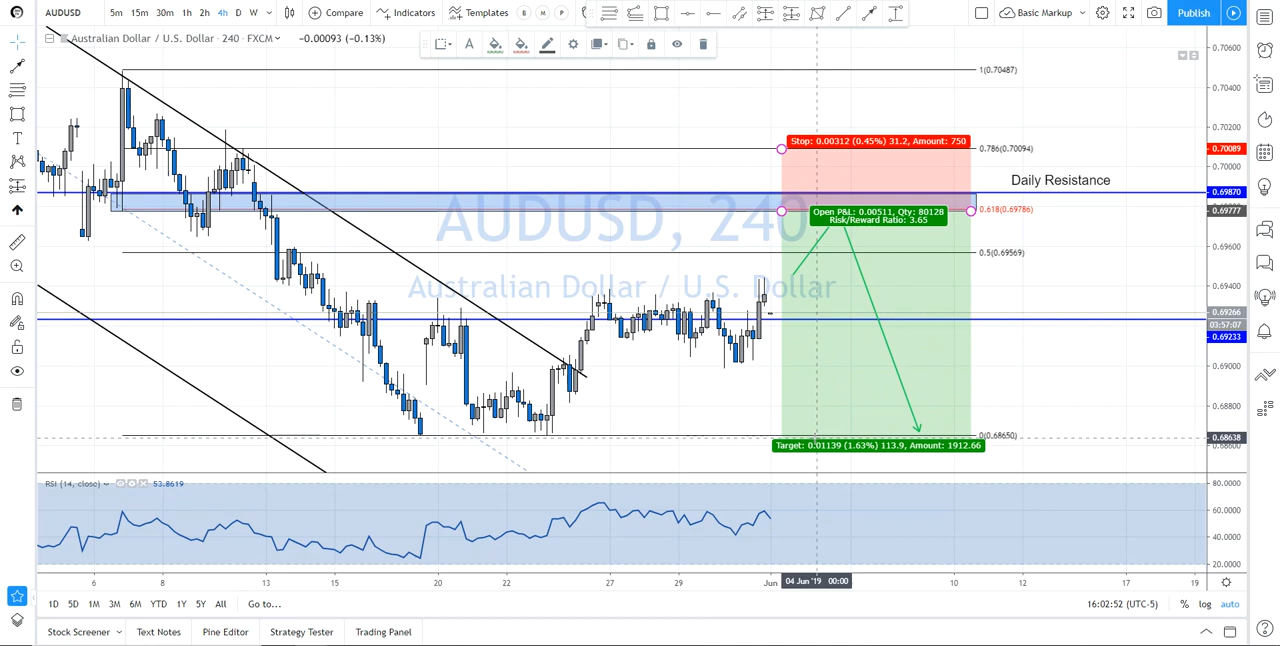 AUDUSD 5m 15m 30m 1h 2h 4h D W B M P Compare Indicators Templates Basic Markup Publish
Australian Dollar / U.S. Dollar · 240 · FXCM −0.00093 (−0.13%)
A
T
1(0.70487)
Stop: 0.00312 (0.45%) 31.2, Amount: 750
0.786(0.70094)
Daily Resistance
AUDUSD, 240
Australian Dollar / U.S. Dollar
Open P&L: 0.00511, Qty: 80128
Risk/Reward Ratio: 3.65
0.618(0.69786)
0.5(0.69569)
0(0.68650)
Target: 0.01139 (1.63%) 113.9, Amount: 1912.66
0.70600
0.70400
0.70200
0.70089
0.70000
0.69870
0.69777
0.69600
0.69400
0.69266
03:57:07
0.69233
0.69000
0.68800
0.68638
RSI (14, close) 53.8619
80.0000
60.0000
40.0000
20.0000
6 8 13 15 20 22 27 29 Jun 04 Jun '19 00:00 10 12 17 19
1D 5D 1M 3M 6M YTD 1Y 5Y All Go to... 16:02:52 (UTC-5) % log auto
Stock Screener Text Notes Pine Editor Strategy Tester Trading Panel